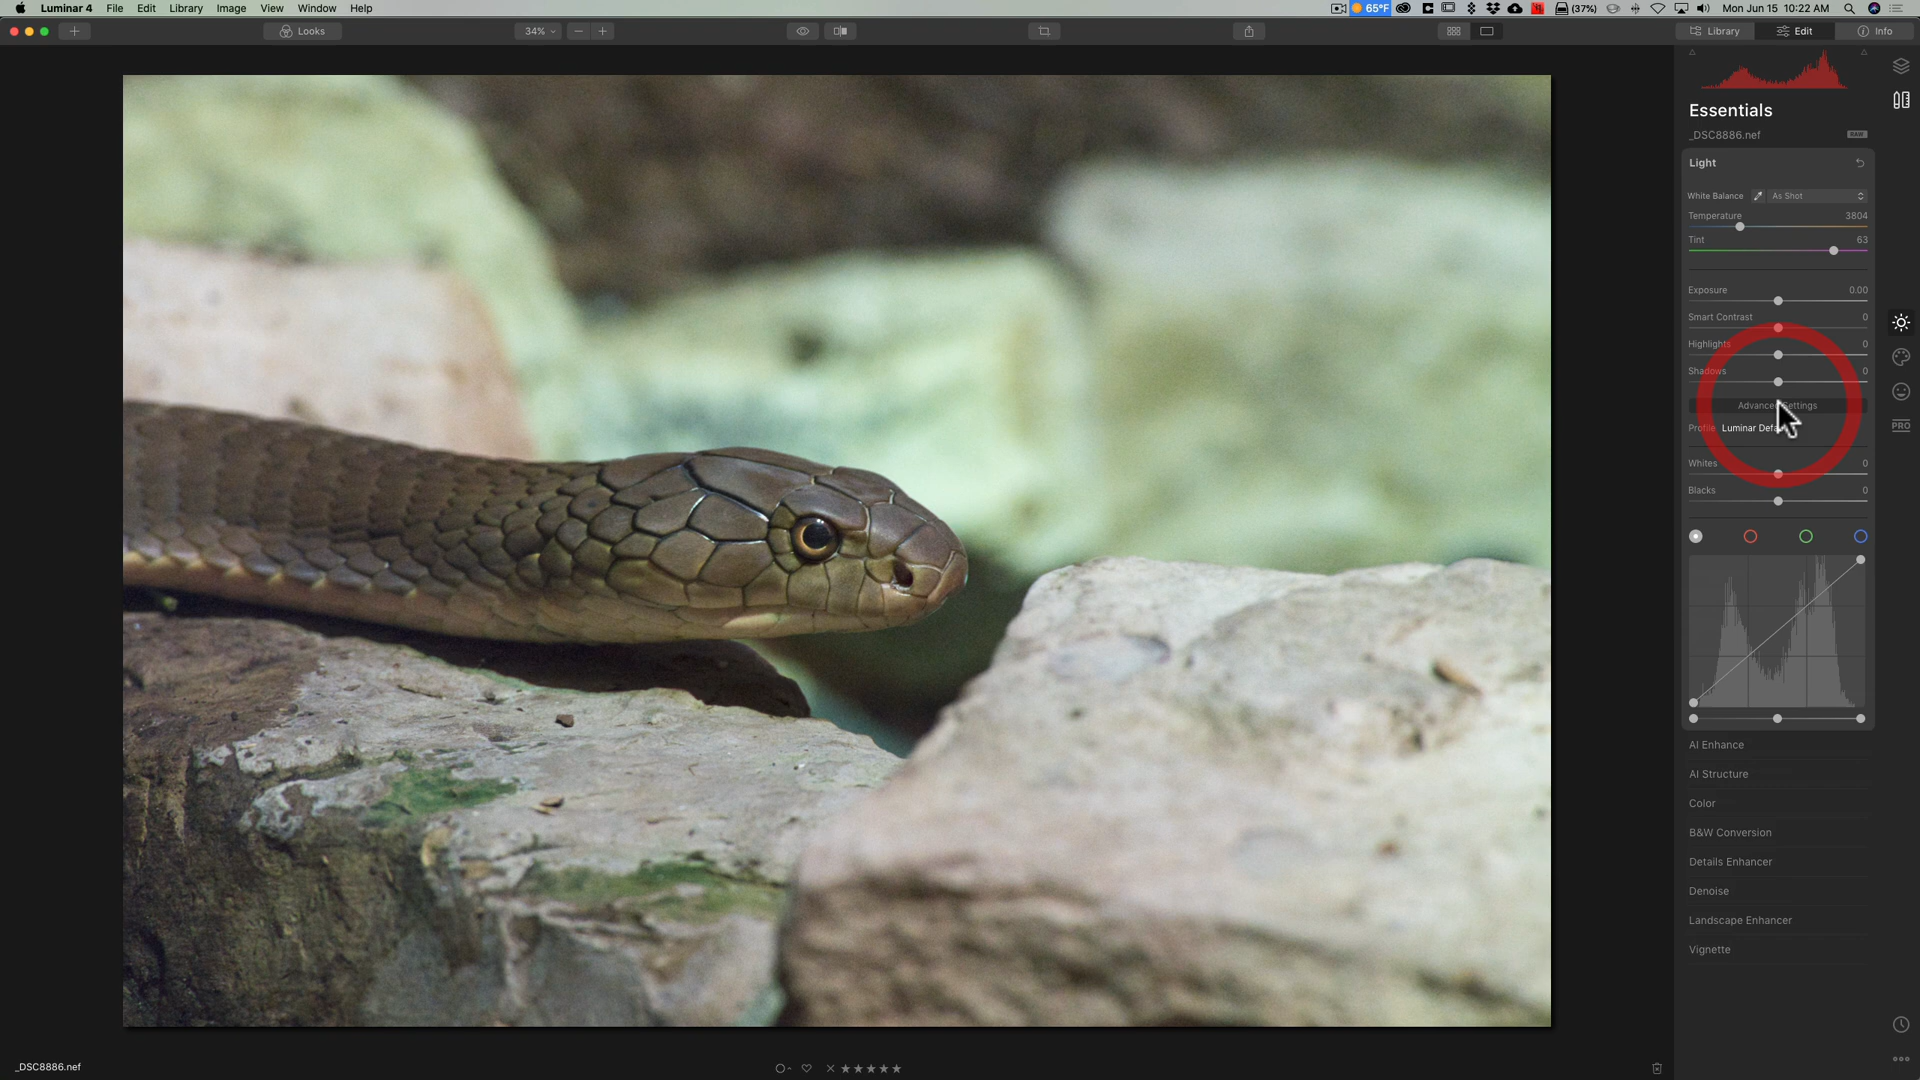 Luminar 4 File Edit Library Image View Window Help 65°F (37%) Mon Jun 15 10:22 AM
Looks 34% Library Edit Info
Essentials
_DSC8886.nef RAW
Light
White Balance As Shot
Temperature 3804
Tint 63
Exposure 0.00
Smart Contrast 0
Highlights 0
Shadows 0
Advanced Settings
Profile Luminar
PRO
Whites 0
Blacks 0
AI Enhance
AI Structure
Color
B&W Conversion
Details Enhancer
Denoise
Landscape Enhancer
Vignette
_DSC8886.nef